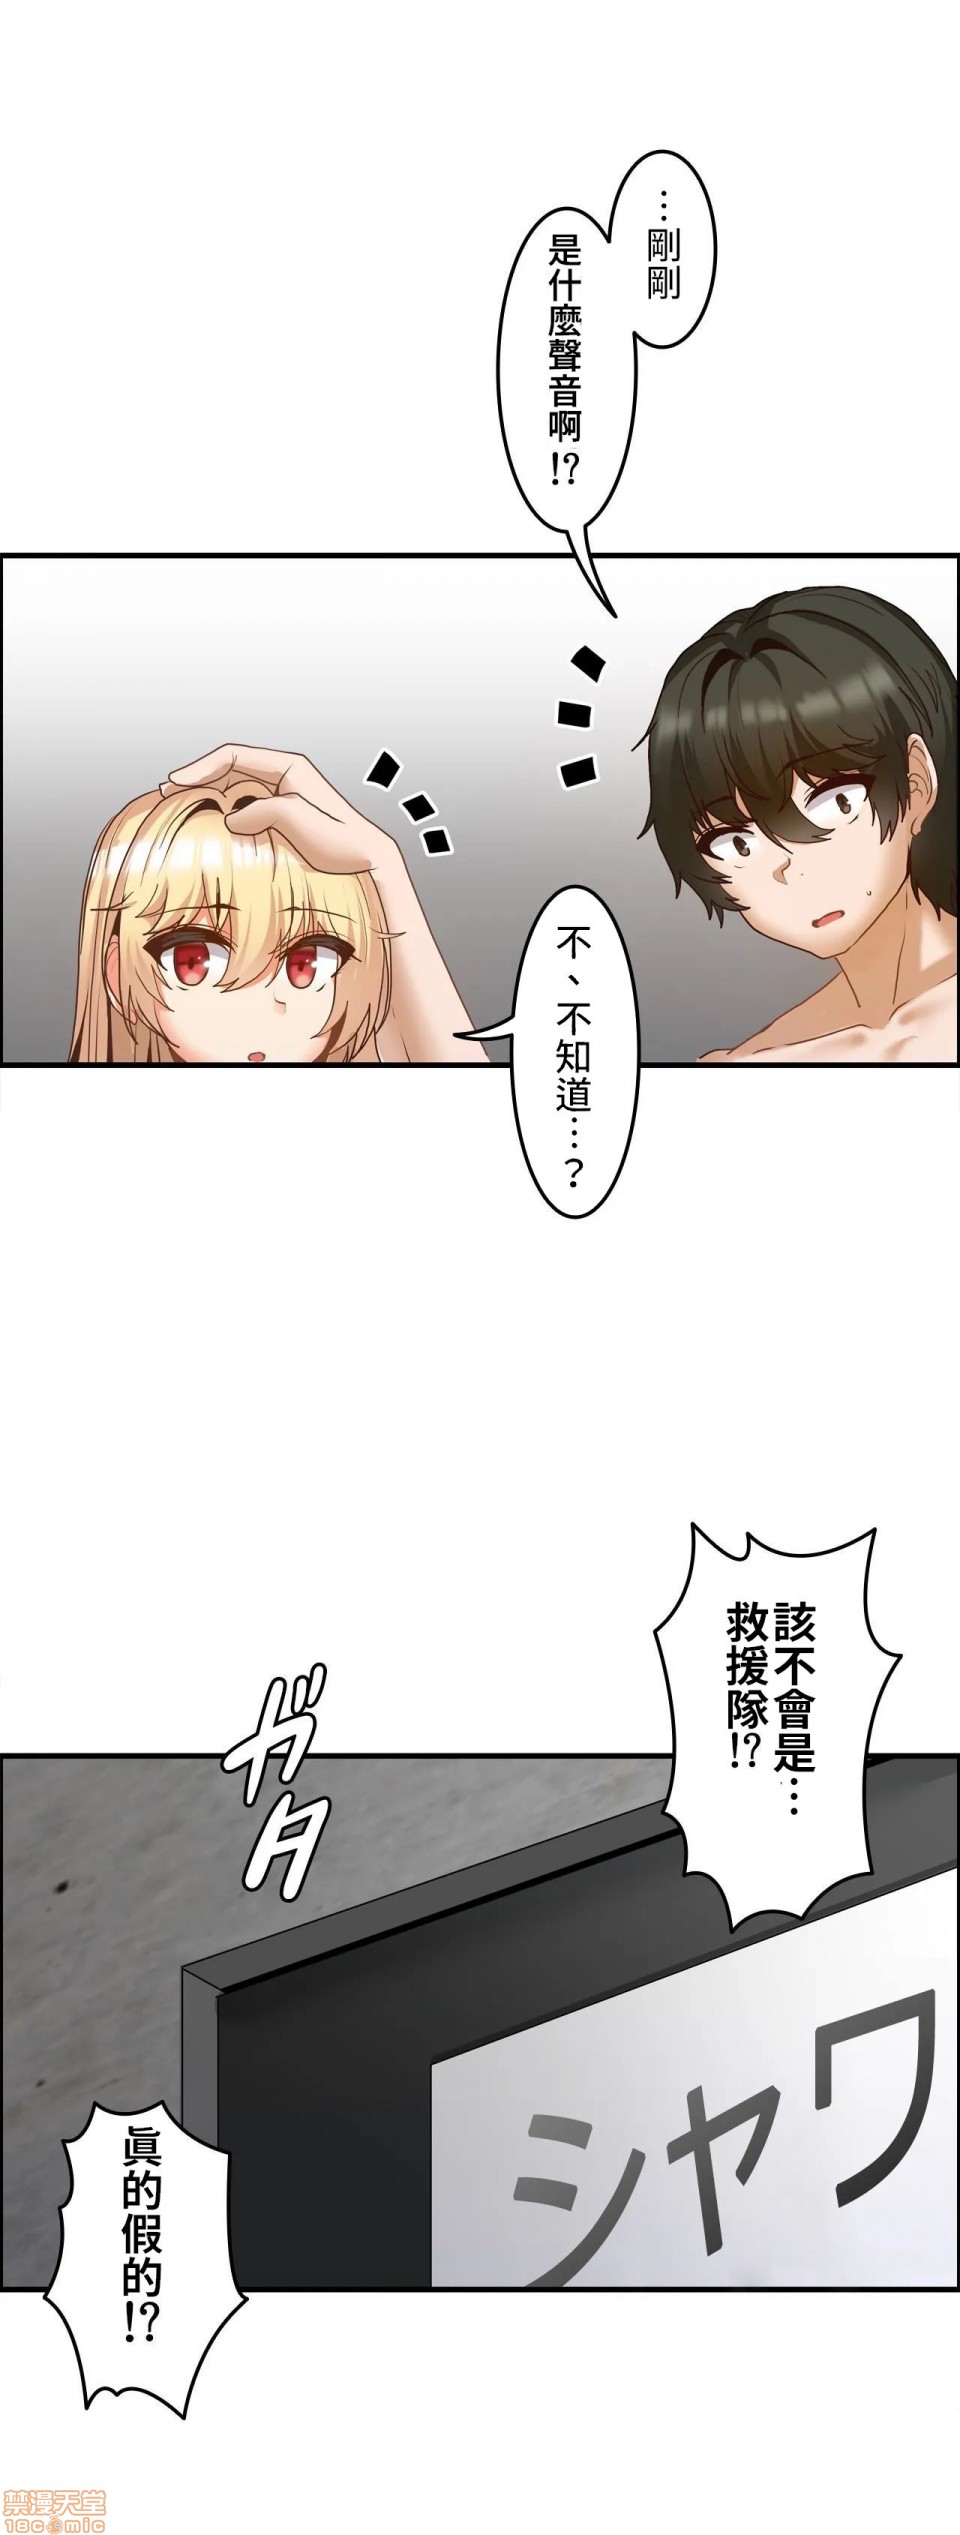 …剛剛
是什麼聲音啊!?
不、不知道…?
該不會是…
救援隊!?
ガタ
シャワ
眞的假的!?
禁漫天堂
18comic